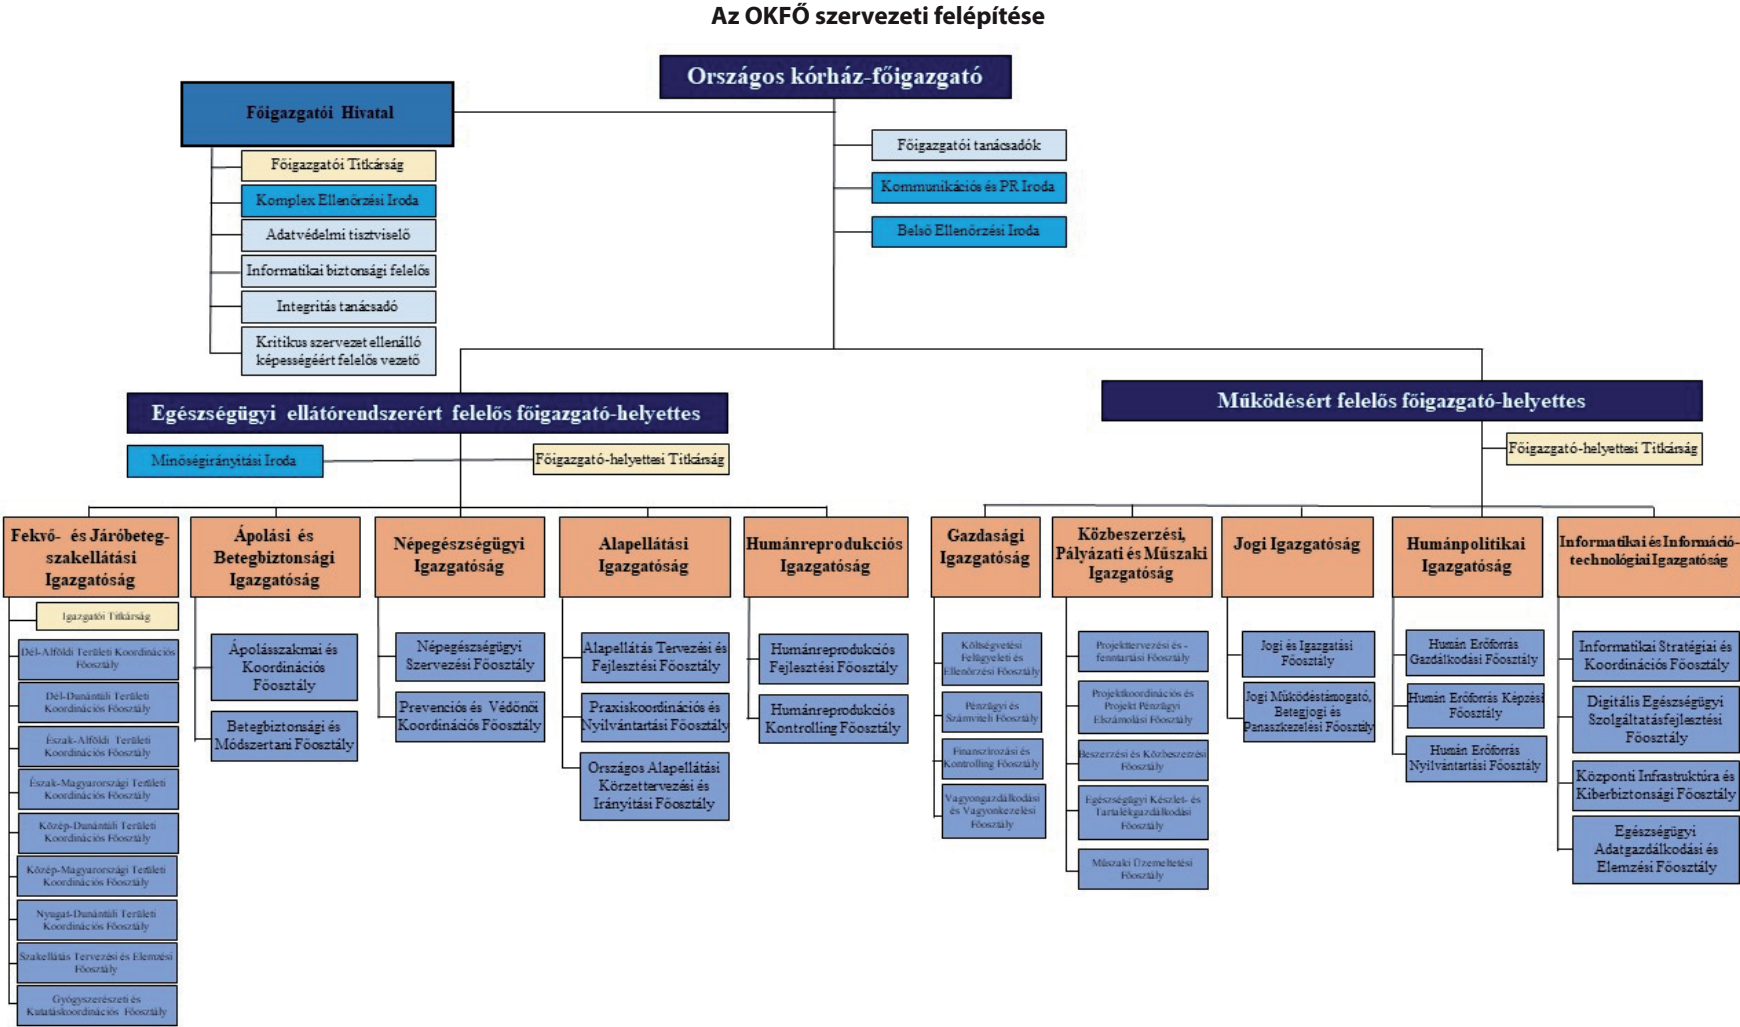 Az OKFŐ szervezeti felépítése
Országos kórház-főigazgató
Főigazgatói Hivatal
Főigazgatói Titkárság
Komplex Ellenőrzési Iroda
Adatvédelmi tisztviselő
Informatikai biztonsági felelős
Integritás tanácsadó
Kritikus szervezet ellenálló
képességéért felelős vezető
Főigazgatói tanácsadók
Kommunikációs és PR Iroda
Belső Ellenőrzési Iroda
Egészségügyi ellátórendszerért felelős főigazgató-helyettes
Minőségirányítási Iroda
Főigazgató-helyettesi Titkárság
Működésért felelős főigazgató-helyettes
Főigazgató-helyettesi Titkárság
Fekvő- és Járóbeteg-
szakellátási
Igazgatóság
Igazgatói Titkárság
Dél-Alföldi Területi Koordinációs
Főosztály
Dél-Dunántúli Területi
Koordinációs Főosztály
Észak-Alföldi Területi
Koordinációs Főosztály
Észak-Magyarországi Területi
Koordinációs Főosztály
Közép-Dunántúli Területi
Koordinációs Főosztály
Közép-Magyarországi Területi
Koordinációs Főosztály
Nyugat-Dunántúli Területi
Koordinációs Főosztály
Szakellátás Tervezési és Elemzési
Főosztály
Gyógyszerészeti és
Kutatáskoordinációs Főosztály
Ápolási és
Betegbiztonsági
Igazgatóság
Ápolásszakmai és
Koordinációs
Főosztály
Betegbiztonsági és
Módszertani Főosztály
Népegészségügyi
Igazgatóság
Népegészségügyi
Szervezési Főosztály
Prevenciós és Védőnői
Koordinációs Főosztály
Alapellátási
Igazgatóság
Alapellátás Tervezési és
Fejlesztési Főosztály
Praxiskoordinációs és
Nyilvántartási Főosztály
Országos Alapellátási
Körzettervezési és
Irányítási Főosztály
Humánreprodukciós
Igazgatóság
Humánreprodukciós
Fejlesztési Főosztály
Humánreprodukciós
Kontrolling Főosztály
Gazdasági
Igazgatóság
Költségvetési
Felügyeleti és
Ellenőrzési Főosztály
Pénzügyi és
Számviteli Főosztály
Finanszírozási és
Kontrolling Főosztály
Vagyongazdálkodási
és Vagyonkezelési
Főosztály
Közbeszerzési,
Pályázati és Műszaki
Igazgatóság
Projekttervezési és -
fenntartási Főosztály
Projektkoordinációs és
Projekt Pénzügyi
Elszámolási Főosztály
Beszerzési és Közbeszerzési
Főosztály
Egészségügyi Készlet- és
Tartalékgazdálkodási
Főosztály
Műszaki Üzemeltetési
Főosztály
Jogi Igazgatóság
Jogi és Igazgatási
Főosztály
Jogi Működéstámogató,
Betegjogi és
Panaszkezelési Főosztály
Humánpolitikai
Igazgatóság
Humán Erőforrás
Gazdálkodási Főosztály
Humán Erőforrás Képzési
Főosztály
Humán Erőforrás
Nyilvántartási Főosztály
Informatikai és Információ-
technológiai Igazgatóság
Informatikai Stratégiai és
Koordinációs Főosztály
Digitális Egészségügyi
Szolgáltatásfejlesztési
Főosztály
Központi Infrastruktúra és
Kiberbiztonsági Főosztály
Egészségügyi
Adatgazdálkodási és
Elemzési Főosztály